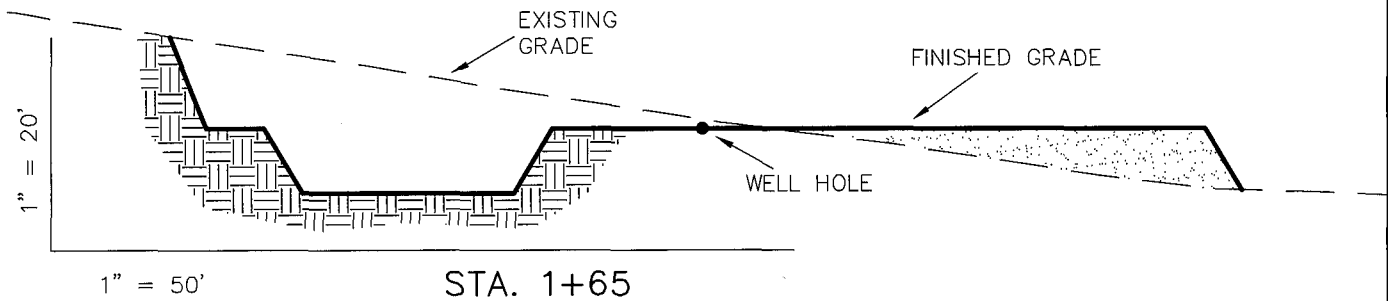 EXISTING
GRADE
FINISHED GRADE
WELL HOLE
1" = 20'
1" = 50'
STA. 1+65